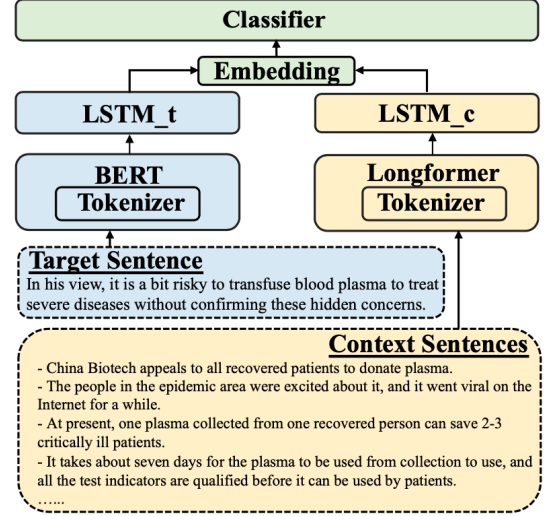 Classifier
Embedding
LSTM_t
LSTM_c
BERT
Tokenizer
Longformer
Tokenizer
Target Sentence
In his view, it is a bit risky to transfuse blood plasma to treat
severe diseases without confirming these hidden concerns.
Context Sentences
- China Biotech appeals to all recovered patients to donate plasma.
- The people in the epidemic area were excited about it, and it went viral on the
Internet for a while.
- At present, one plasma collected from one recovered person can save 2-3
critically ill patients.
- It takes about seven days for the plasma to be used from collection to use, and
all the test indicators are qualified before it can be used by patients.
…...